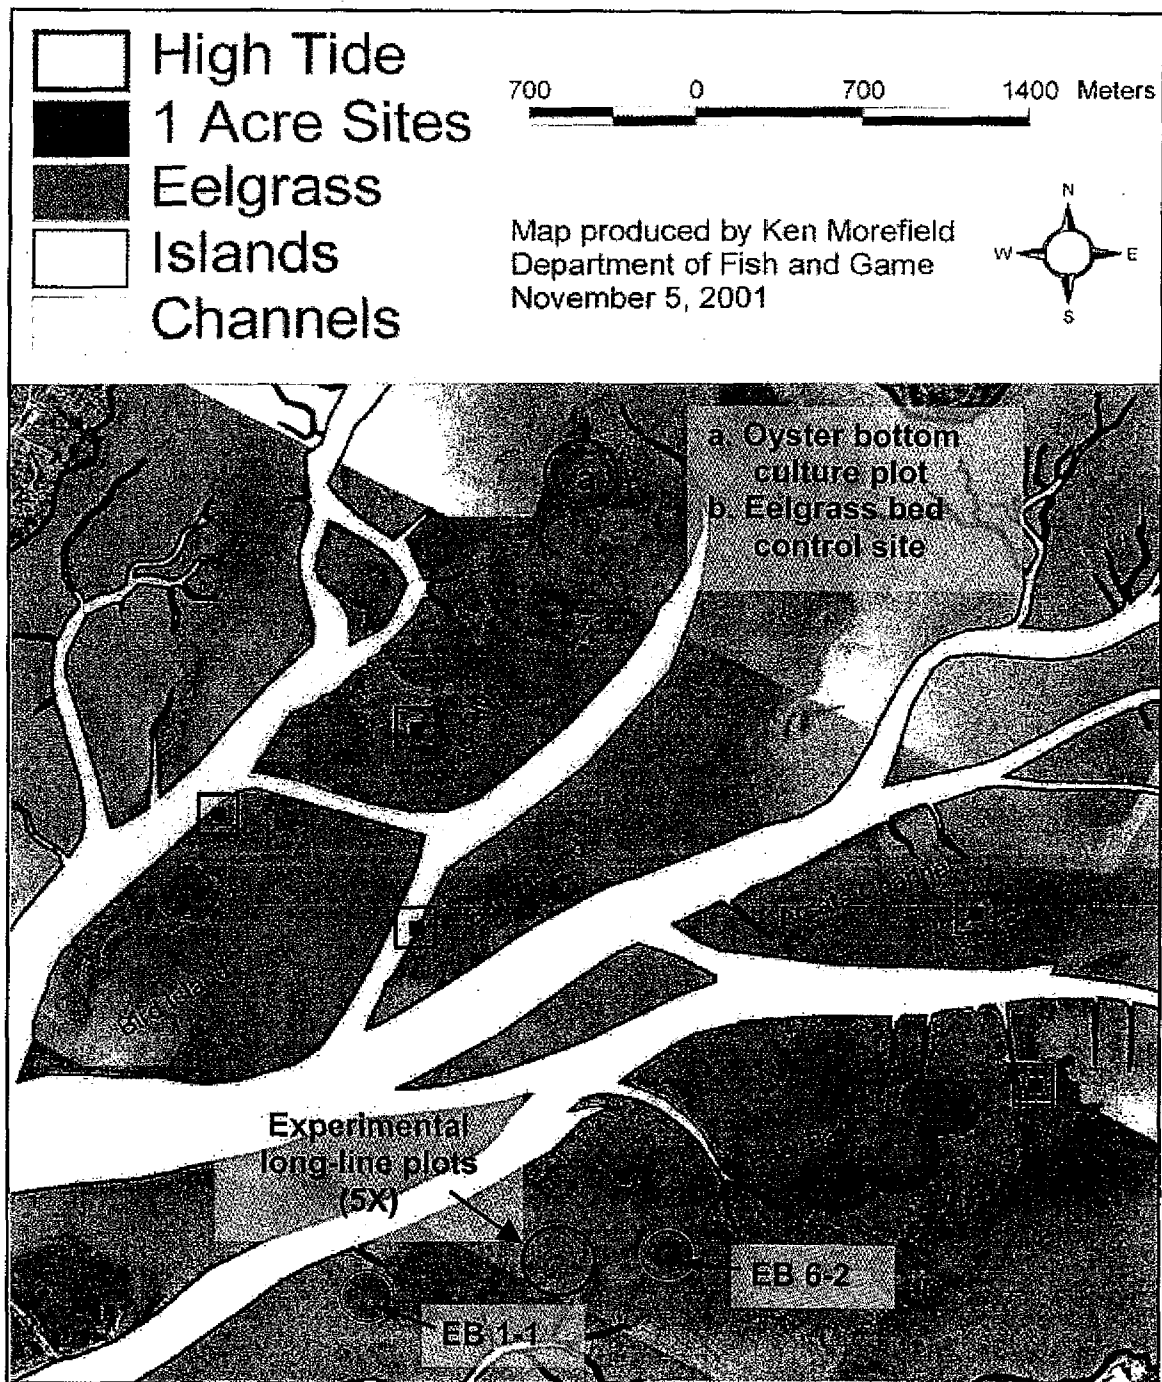 High Tide
1 Acre Sites
Eelgrass
Islands
Channels
700 0 700 1400 Meters
Map produced by Ken Morefield
Department of Fish and Game
November 5, 2001
N
W E
S
a. Oyster bottom
culture plot
b. Eelgrass bed
control site
a
Bird Island
Experimental
long-line plots
(5X)
EB 6-2
EB 1-1